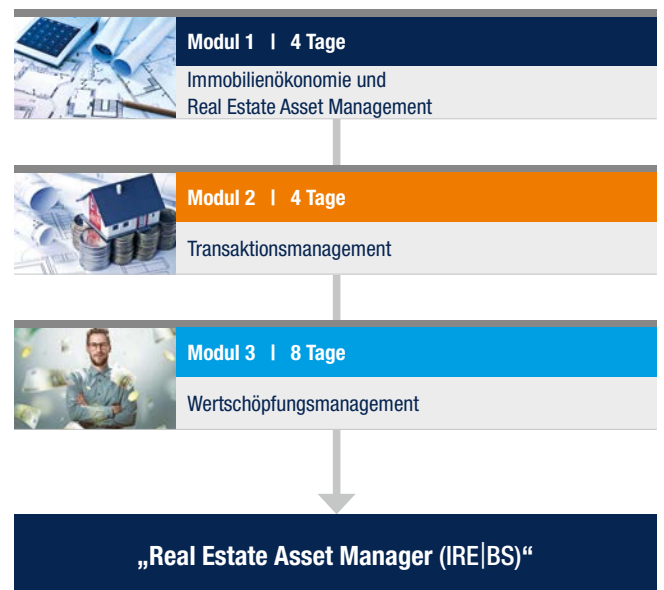 Modul 1 | 4 Tage
Immobilienökonomie und
Real Estate Asset Management
Modul 2 | 4 Tage
Transaktionsmanagement
Modul 3 | 8 Tage
Wertschöpfungsmanagement
„Real Estate Asset Manager (IRE|BS)“